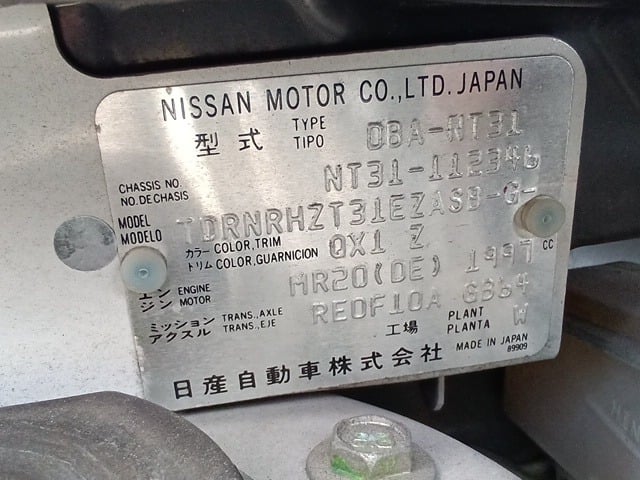 NISSAN MOTOR CO.,LTD. JAPAN
型式 TYPE TIPO DBA-NT31
CHASSIS NO. NO.DE CHASIS NT31-112346
MODEL MODELO TDRNRHZT31EZASB-G-
カラー トリム COLOR,TRIM COLOR,GUARNICION QX1 Z
エンジン ENGINE MOTOR MR20(DE) 1997 CC
ミッション アクスル TRANS.,AXLE TRANS.,EJE RE0F10A GB64
工場 PLANT PLANTA W
日産自動車株式会社 MADE IN JAPAN
89909